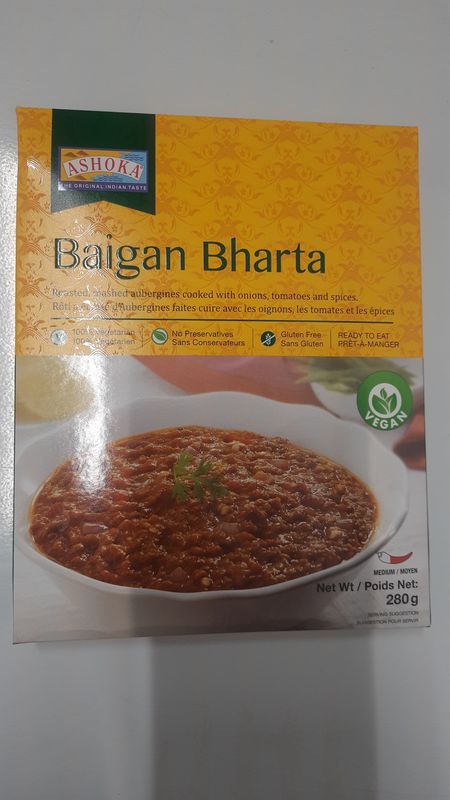 ASHOKA
THE ORIGINAL INDIAN TASTE
Baigan Bharta
Roasted, mashed aubergines cooked with onions, tomatoes and spices.
Rôti et d'Aubergines faites cuire avec les oignons, les tomates et les épices
100% Vegetarian
100% Végétarien
No Preservatives
Sans Conservateurs
Gluten Free
Sans Gluten
READY TO EAT
PRÊT-À-MANGER
VEGAN
MEDIUM / MOYEN
Net Wt / Poids Net:
280g
SERVING SUGGESTION
SUGGESTION POUR SERVIR